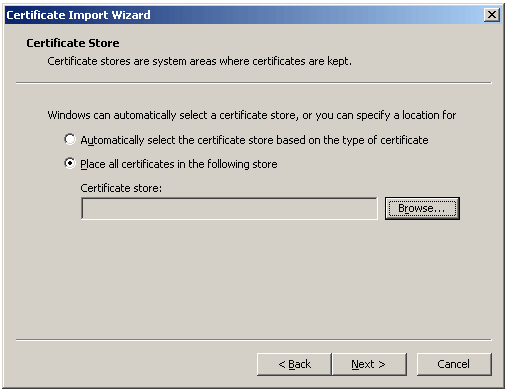 Certificate Import Wizard
Certificate Store
Certificate stores are system areas where certificates are kept.
Windows can automatically select a certificate store, or you can specify a location for
Automatically select the certificate store based on the type of certificate
Place all certificates in the following store
Certificate store:
Browse...
< Back
Next >
Cancel